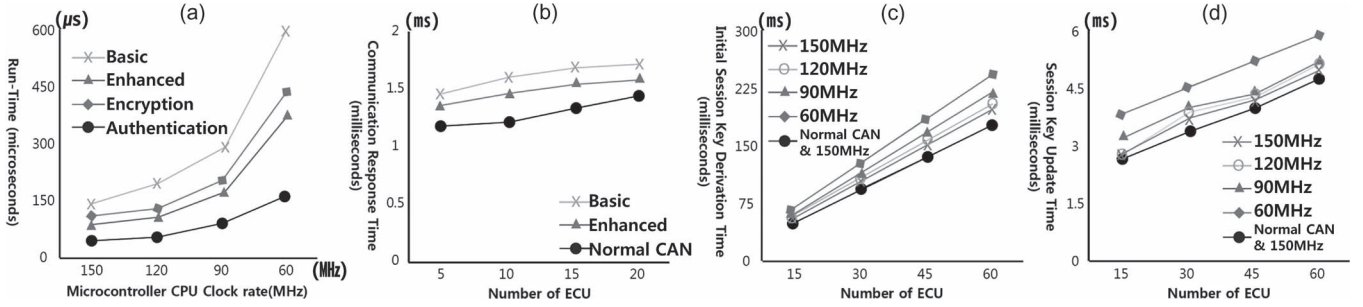 (μs)
(a)
600
450
300
150
0
Basic
Enhanced
Encryption
Authentication
150
120
90
60
(MHz)
Run-Time (microseconds)
Microcontroller CPU Clock rate(MHz)
(ms)
(b)
2
1.5
1
0.5
0
Basic
Enhanced
Normal CAN
5
10
15
20
Communication Response Time
(milliseconds)
Number of ECU
(ms)
(c)
300
225
150
75
0
150MHz
120MHz
90MHz
60MHz
Normal CAN
& 150MHz
15
30
45
60
Initial Session Key Derivation Time
(milliseconds)
Number of ECU
(ms)
(d)
6
4.5
3
1.5
0
150MHz
120MHz
90MHz
60MHz
Normal CAN
& 150MHz
15
30
45
60
Session Key Update Time
(milliseconds)
Number of ECU